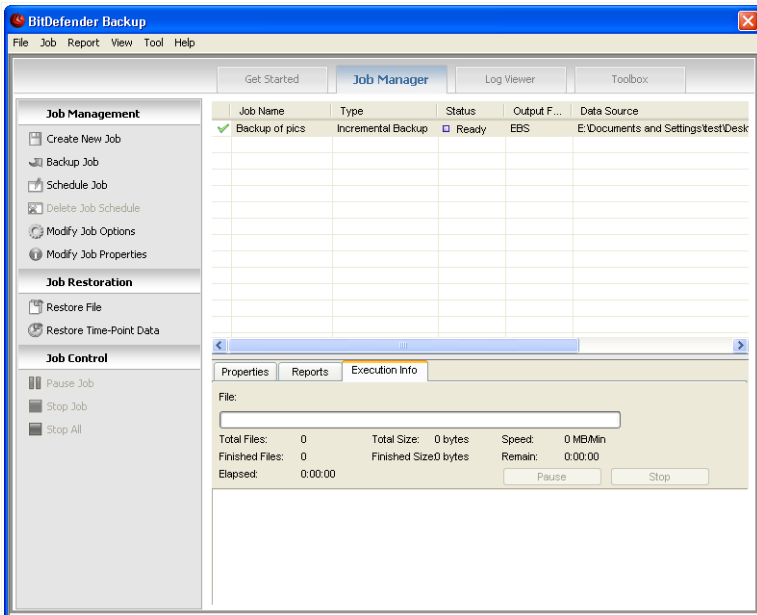 BitDefender Backup
File Job Report View Tool Help
Get Started Job Manager Log Viewer Toolbox
Job Management
Create New Job
Backup Job
Schedule Job
Delete Job Schedule
Modify Job Options
Modify Job Properties
Job Restoration
Restore File
Restore Time-Point Data
Job Control
Pause Job
Stop Job
Stop All
Job Name Type Status Output F... Data Source
Backup of pics Incremental Backup Ready EBS E:\Documents and Settings\test\Desk
Properties Reports Execution Info
File:
Total Files: 0 Total Size: 0 bytes Speed: 0 MB/Min
Finished Files: 0 Finished Size:0 bytes Remain: 0:00:00
Elapsed: 0:00:00 Pause Stop